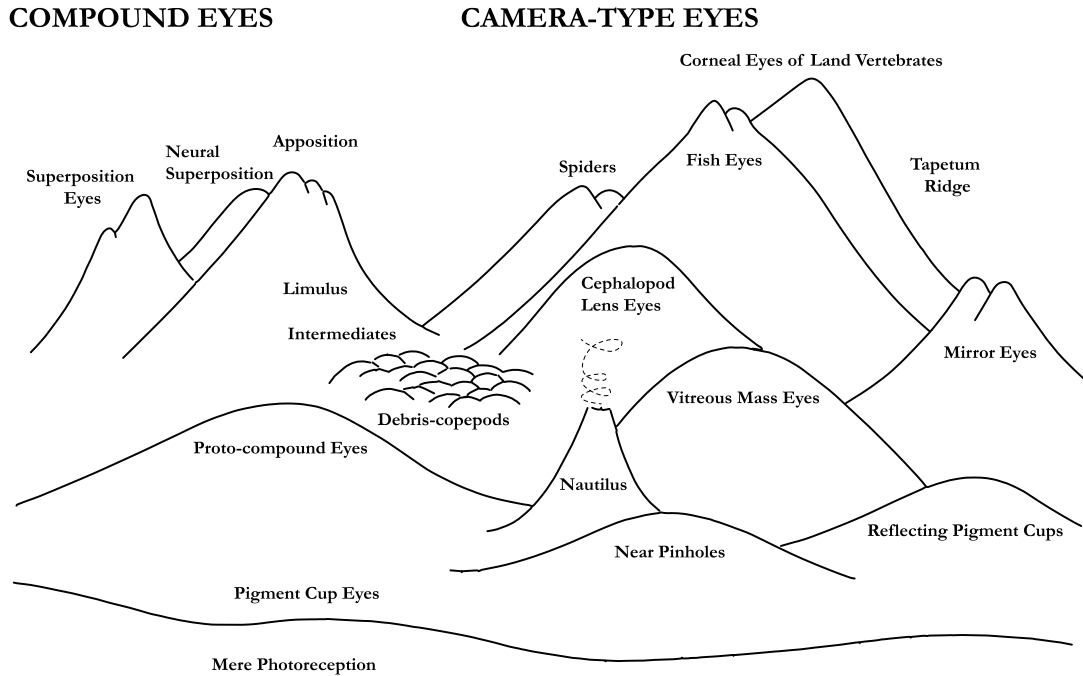 COMPOUND EYES
CAMERA-TYPE EYES
Corneal Eyes of Land Vertebrates
Apposition
Neural
Superposition
Superposition
Eyes
Spiders
Fish Eyes
Tapetum
Ridge
Limulus
Cephalopod
Lens Eyes
Intermediates
Mirror Eyes
Vitreous Mass Eyes
Debris-copepods
Proto-compound Eyes
Nautilus
Reflecting Pigment Cups
Near Pinholes
Pigment Cup Eyes
Mere Photoreception